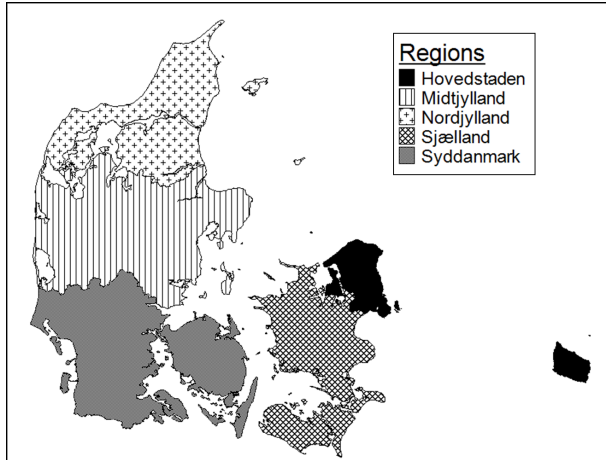 Regions
Hovedstaden
Midtjylland
Nordjylland
Sjælland
Syddanmark